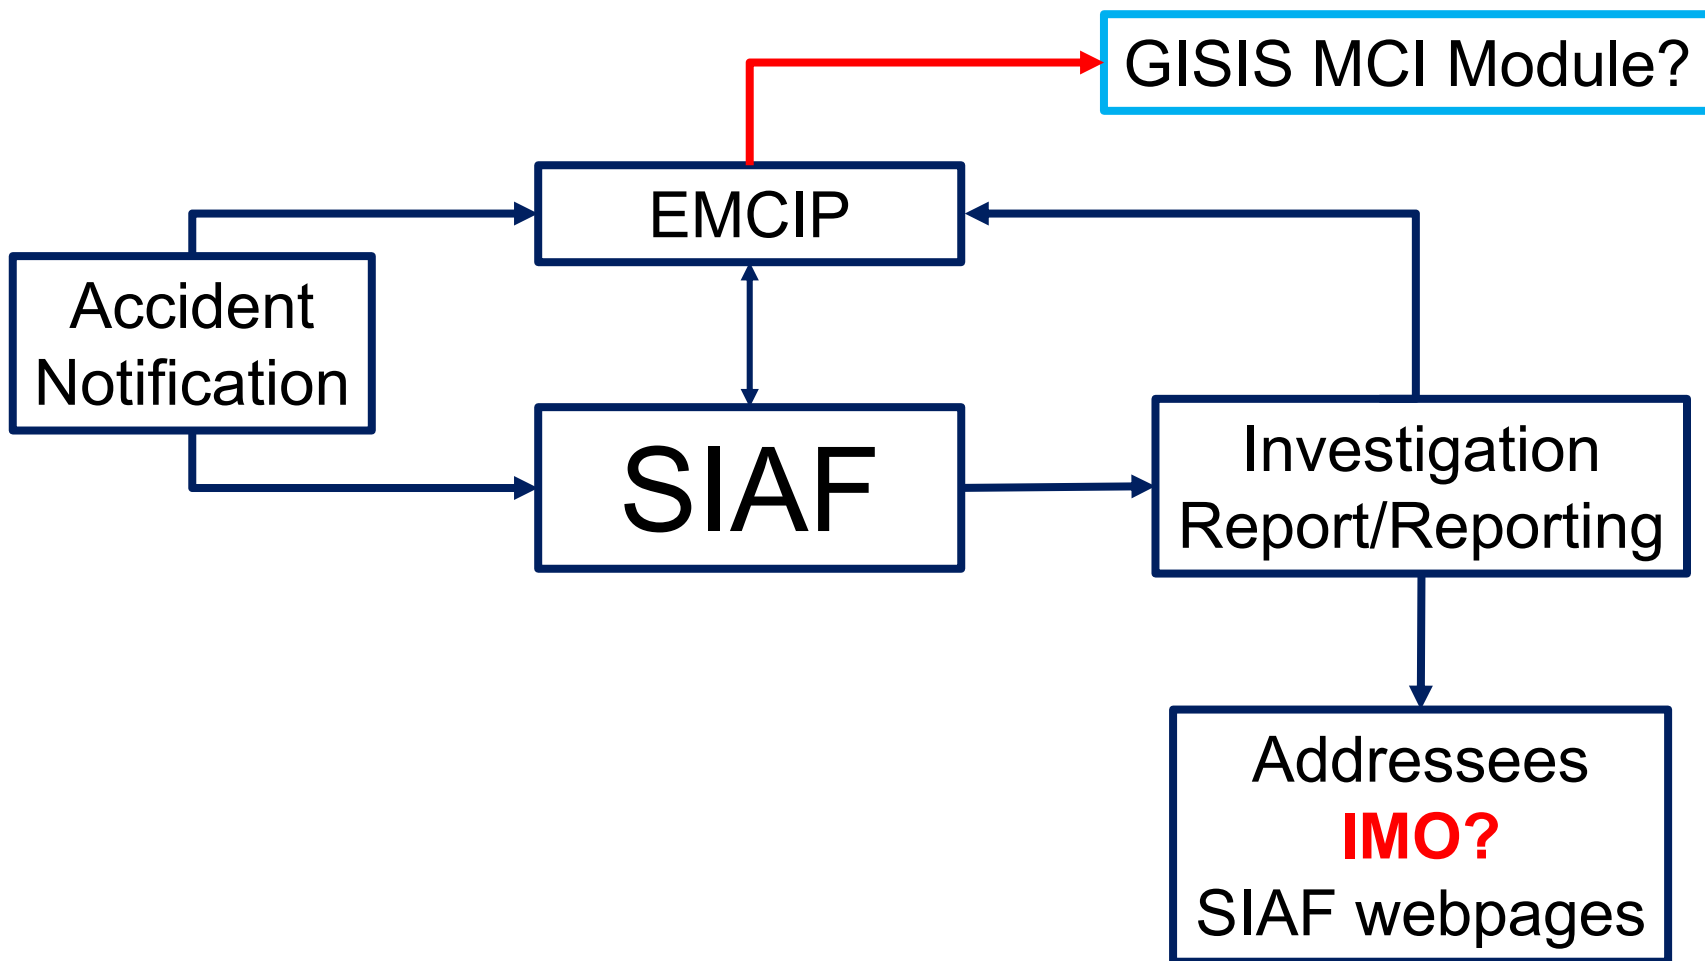 GISIS MCI Module?
EMCIP
Accident
Notification
SIAF
Investigation
Report/Reporting
Addressees
IMO?
SIAF webpages